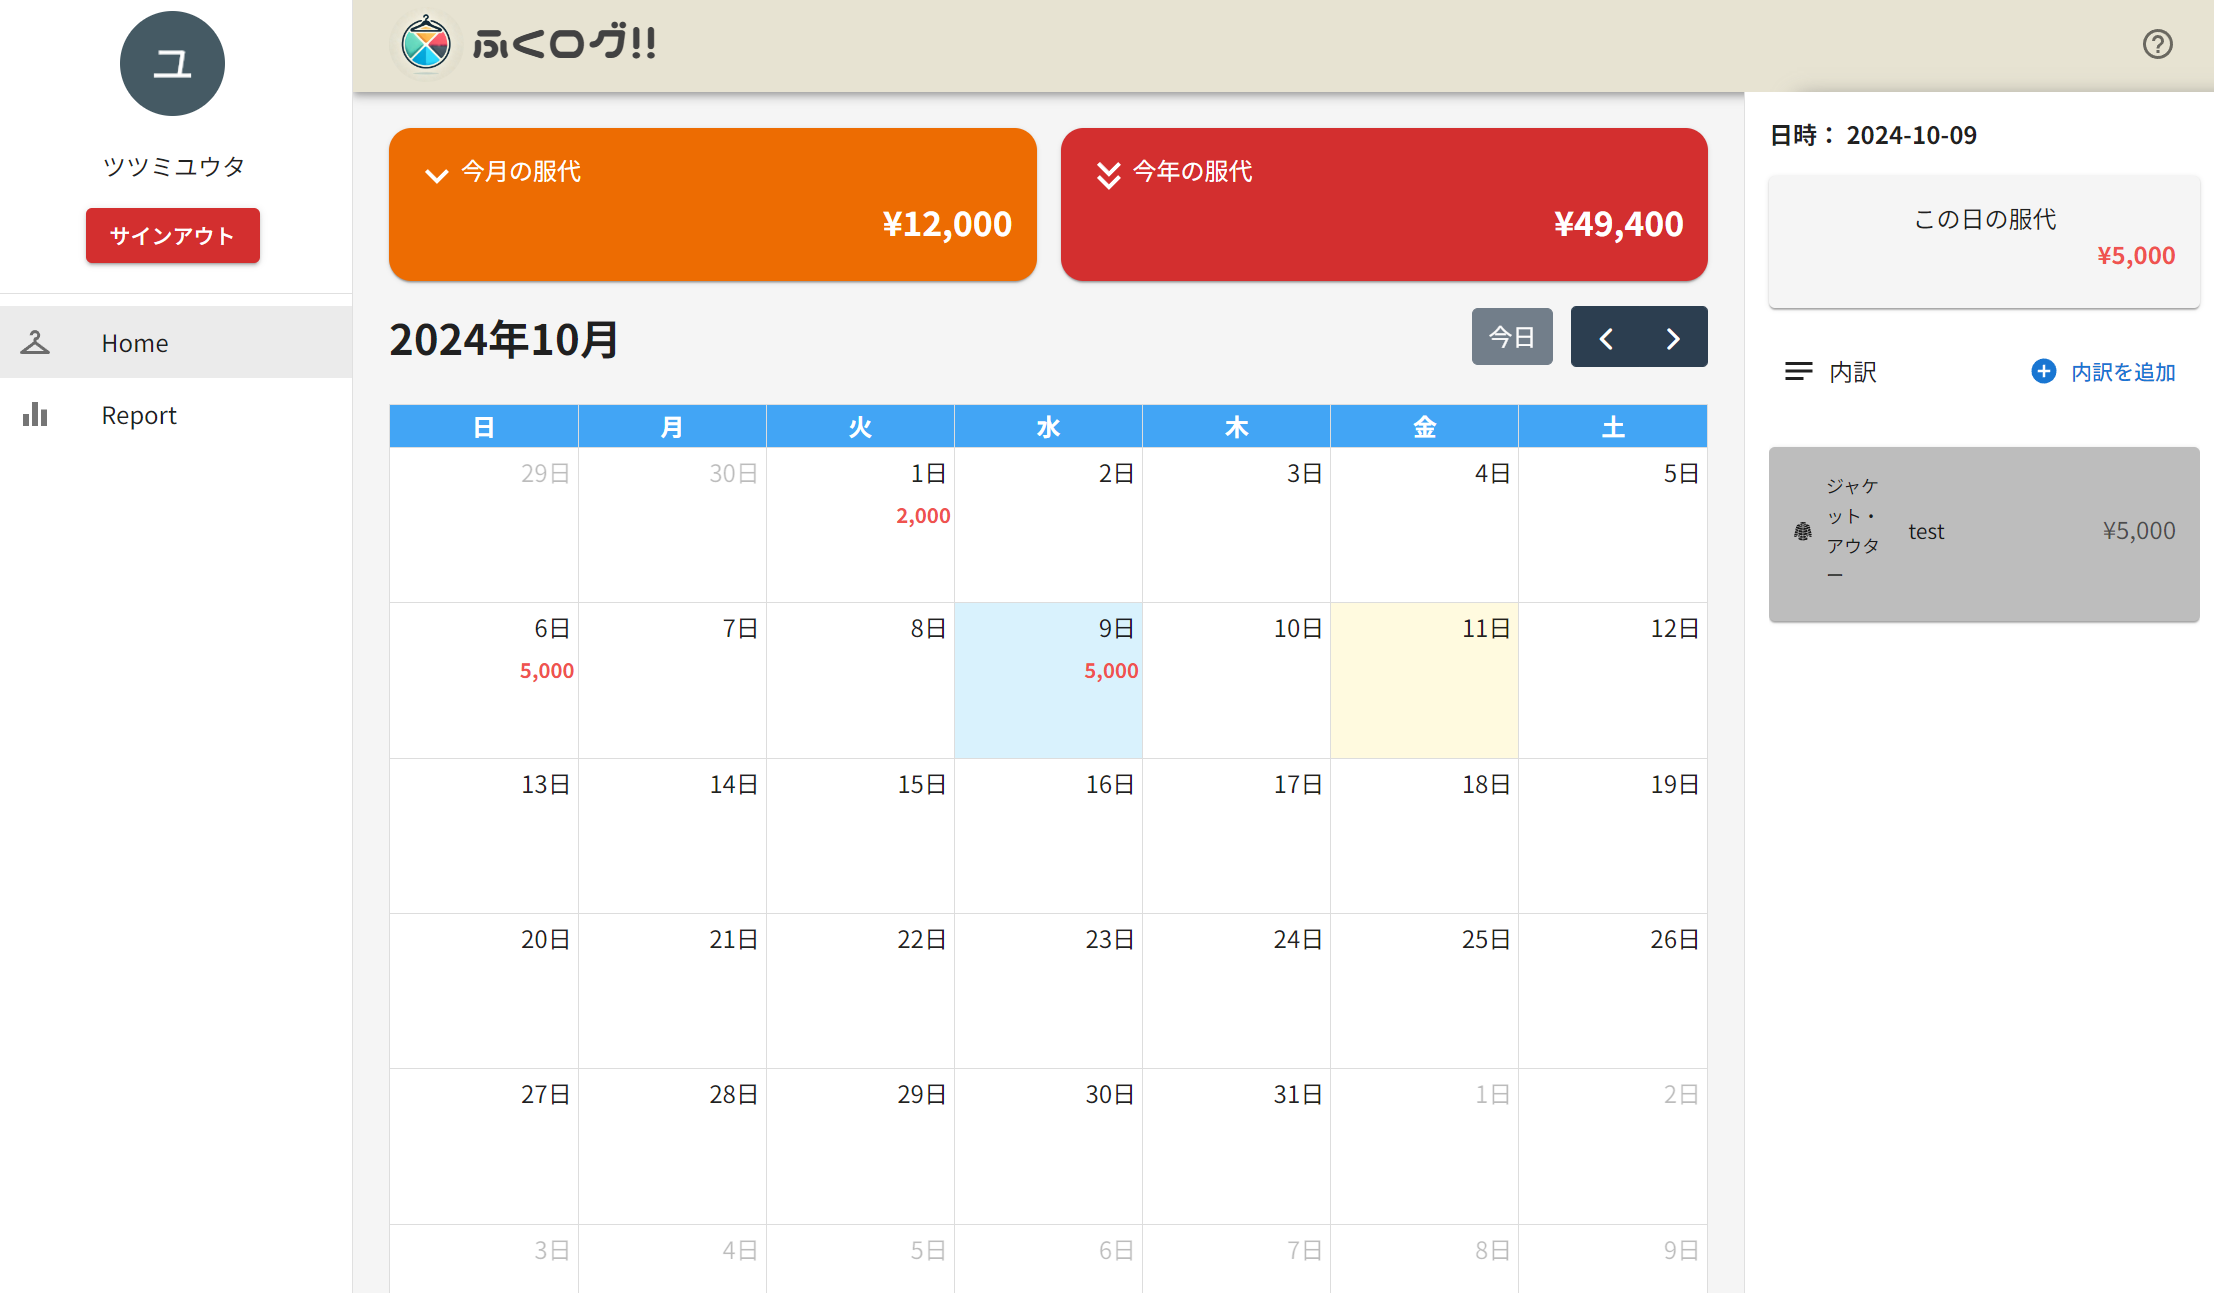 ユ
ツツミユウタ
サインアウト
Home
Report
ふくログ!!
今月の服代
¥12,000
今年の服代
¥49,400
2024年10月
今日
日 月 火 水 木 金 土
29日 30日 1日 2日 3日 4日 5日
2,000
6日 7日 8日 9日 10日 11日 12日
5,000 5,000
13日 14日 15日 16日 17日 18日 19日
20日 21日 22日 23日 24日 25日 26日
27日 28日 29日 30日 31日 1日 2日
3日 4日 5日 6日 7日 8日 9日
日時： 2024-10-09
この日の服代
¥5,000
内訳
内訳を追加
ジャケ
ット・
アウタ
ー
test
¥5,000